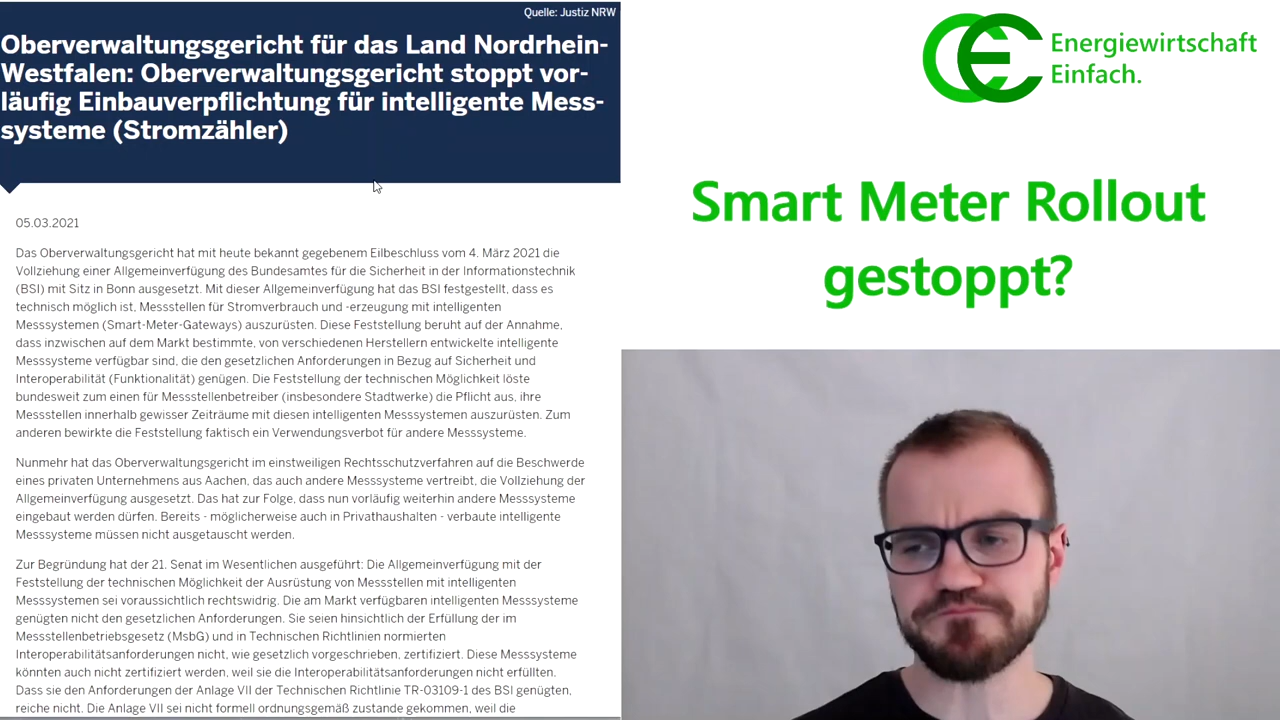 Quelle: Justiz NRW
Oberverwaltungsgericht für das Land Nordrhein-
Westfalen: Oberverwaltungsgericht stoppt vor-
läufig Einbauverpflichtung für intelligente Mess-
systeme (Stromzähler)
05.03.2021
Das Oberverwaltungsgericht hat mit heute bekannt gegebenem Eilbeschluss vom 4. März 2021 die
Vollziehung einer Allgemeinverfügung des Bundesamtes für die Sicherheit in der Informationstechnik
(BSI) mit Sitz in Bonn ausgesetzt. Mit dieser Allgemeinverfügung hat das BSI festgestellt, dass es
technisch möglich ist, Messstellen für Stromverbrauch und -erzeugung mit intelligenten
Messsystemen (Smart-Meter-Gateways) auszurüsten. Diese Feststellung beruht auf der Annahme,
dass inzwischen auf dem Markt bestimmte, von verschiedenen Herstellern entwickelte intelligente
Messsysteme verfügbar sind, die den gesetzlichen Anforderungen in Bezug auf Sicherheit und
Interoperabilität (Funktionalität) genügen. Die Feststellung der technischen Möglichkeit löste
bundesweit zum einen für Messstellenbetreiber (insbesondere Stadtwerke) die Pflicht aus, ihre
Messstellen innerhalb gewisser Zeiträume mit diesen intelligenten Messsystemen auszurüsten. Zum
anderen bewirkte die Feststellung faktisch ein Verwendungsverbot für andere Messsysteme.
Nunmehr hat das Oberverwaltungsgericht im einstweiligen Rechtsschutzverfahren auf die Beschwerde
eines privaten Unternehmens aus Aachen, das auch andere Messsysteme vertreibt, die Vollziehung der
Allgemeinverfügung ausgesetzt. Das hat zur Folge, dass nun vorläufig weiterhin andere Messsysteme
eingebaut werden dürfen. Bereits - möglicherweise auch in Privathaushalten - verbaute intelligente
Messsysteme müssen nicht ausgetauscht werden.
Zur Begründung hat der 21. Senat im Wesentlichen ausgeführt: Die Allgemeinverfügung mit der
Feststellung der technischen Möglichkeit der Ausrüstung von Messstellen mit intelligenten
Messsystemen sei voraussichtlich rechtswidrig. Die am Markt verfügbaren intelligenten Messsysteme
genügten nicht den gesetzlichen Anforderungen. Sie seien hinsichtlich der Erfüllung der im
Messstellenbetriebsgesetz (MsbG) und in Technischen Richtlinien normierten
Interoperabilitätsanforderungen nicht, wie gesetzlich vorgeschrieben, zertifiziert. Diese Messsysteme
könnten auch nicht zertifiziert werden, weil sie die Interoperabilitätsanforderungen nicht erfüllten.
Dass sie den Anforderungen der Anlage VII der Technischen Richtlinie TR-03109-1 des BSI genügten,
reiche nicht. Die Anlage VII sei nicht formell ordnungsgemäß zustande gekommen, weil die
Energiewirtschaft
Einfach.
Smart Meter Rollout
gestoppt?